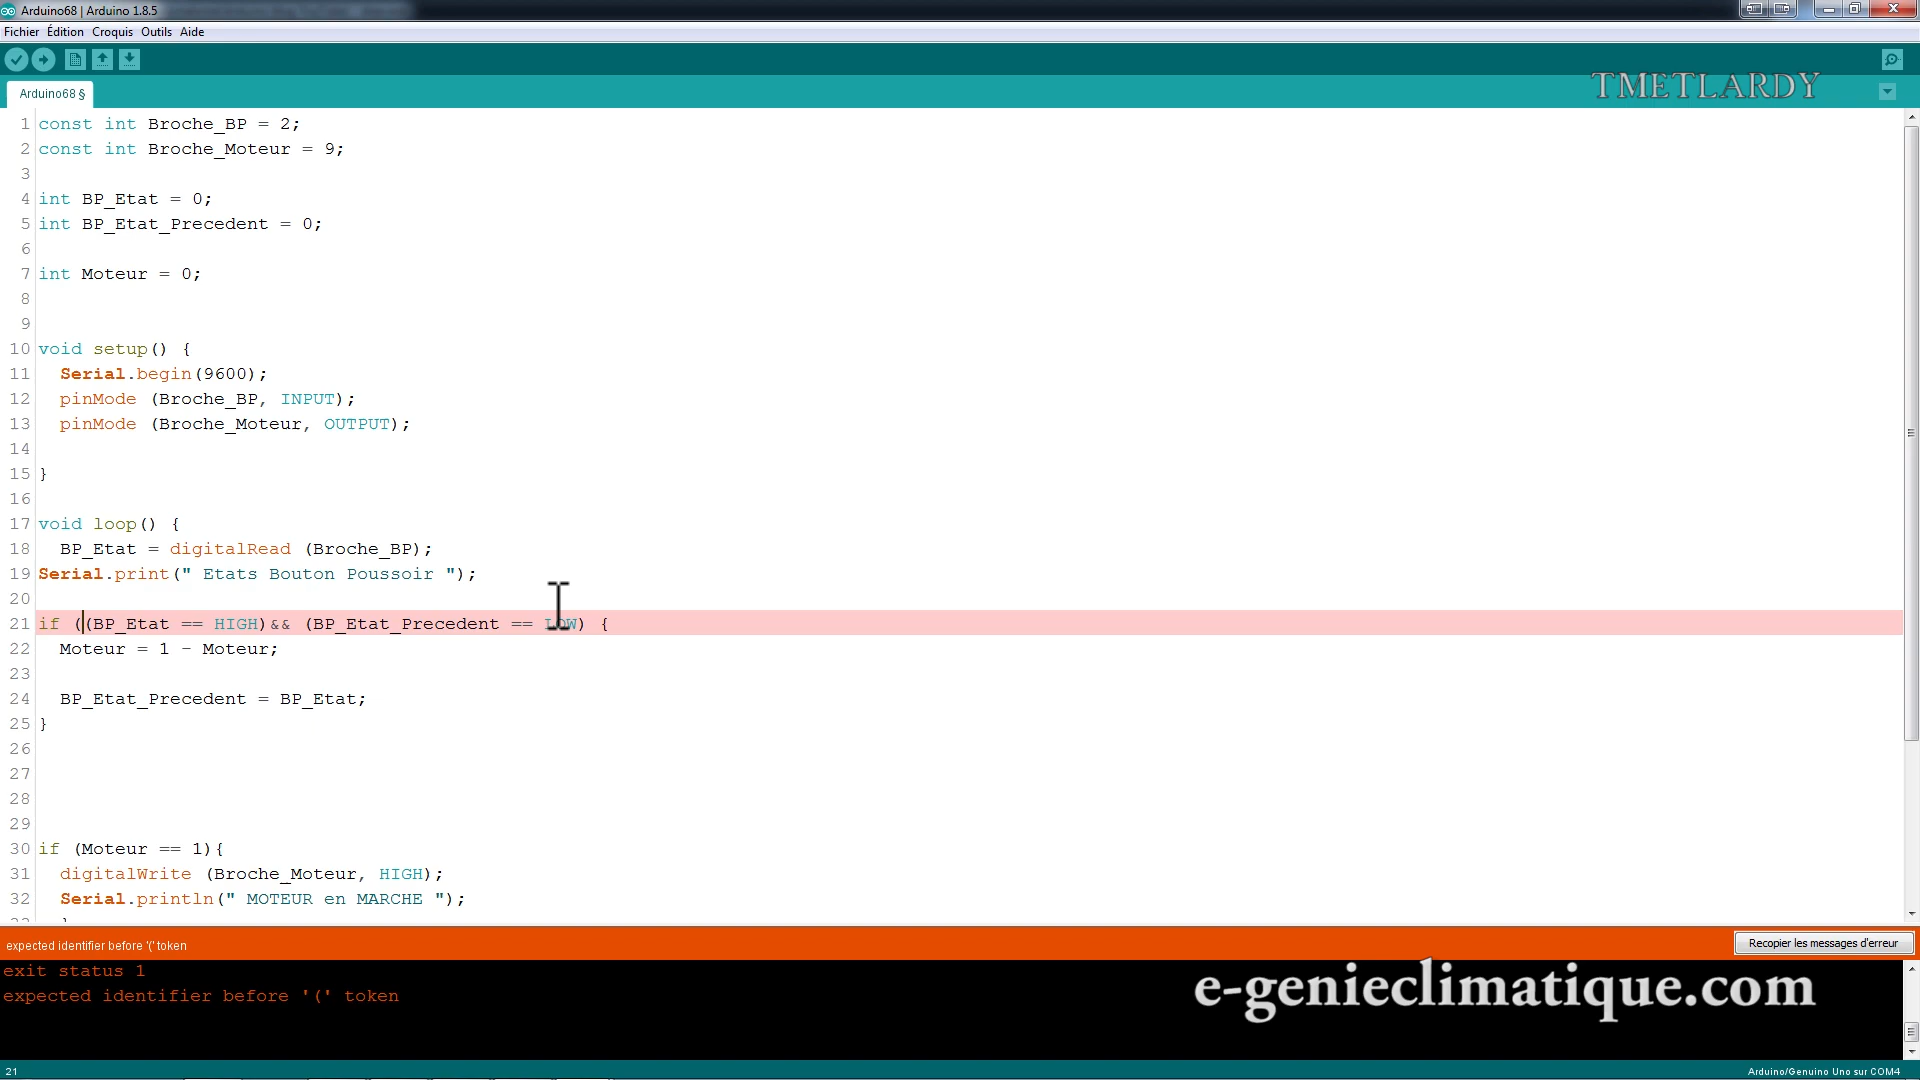 Arduino68 | Arduino 1.8.5
Fichier Édition Croquis Outils Aide
TMETLARDY
Arduino68 §
1 const int Broche_BP = 2;
2 const int Broche_Moteur = 9;
3
4 int BP_Etat = 0;
5 int BP_Etat_Precedent = 0;
6
7 int Moteur = 0;
8
9
10 void setup() {
11 Serial.begin(9600);
12 pinMode (Broche_BP, INPUT);
13 pinMode (Broche_Moteur, OUTPUT);
14
15 }
16
17 void loop() {
18 BP_Etat = digitalRead (Broche_BP);
19 Serial.print(" Etats Bouton Poussoir ");
20
21 if ((BP_Etat == HIGH)&& (BP_Etat_Precedent == LOW) {
22 Moteur = 1 - Moteur;
23
24 BP_Etat_Precedent = BP_Etat;
25 }
26
27
28
29
30 if (Moteur == 1){
31 digitalWrite (Broche_Moteur, HIGH);
32 Serial.println(" MOTEUR en MARCHE ");
expected identifier before '(' token
Recopier les messages d'erreur
exit status 1
expected identifier before '(' token
e-genieclimatique.com
21
Arduino/Genuino Uno sur COM4